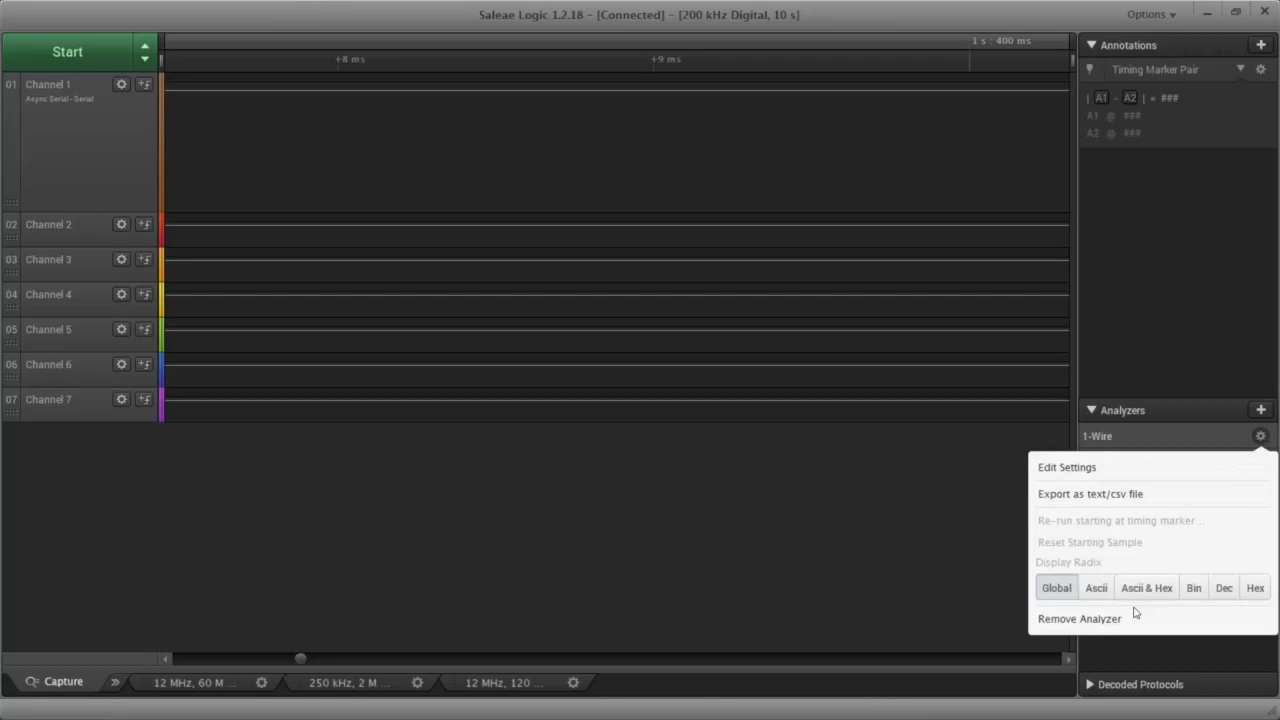 Saleae Logic 1.2.18 - [Connected] - [200 kHz Digital, 10 s]
Options
Start
1 s : 400 ms
+8 ms
+9 ms
Annotations
Timing Marker Pair
| A1 - A2 | = ###
A1 @ ###
A2 @ ###
01 Channel 1
Async Serial - Serial
02 Channel 2
03 Channel 3
04 Channel 4
05 Channel 5
06 Channel 6
07 Channel 7
Analyzers
1-Wire
Edit Settings
Export as text/csv file
Re-run starting at timing marker...
Reset Starting Sample
Display Radix
Global Ascii Ascii & Hex Bin Dec Hex
Remove Analyzer
Capture
12 MHz, 60 M ...
250 kHz, 2 M ...
12 MHz, 120 ...
Decoded Protocols